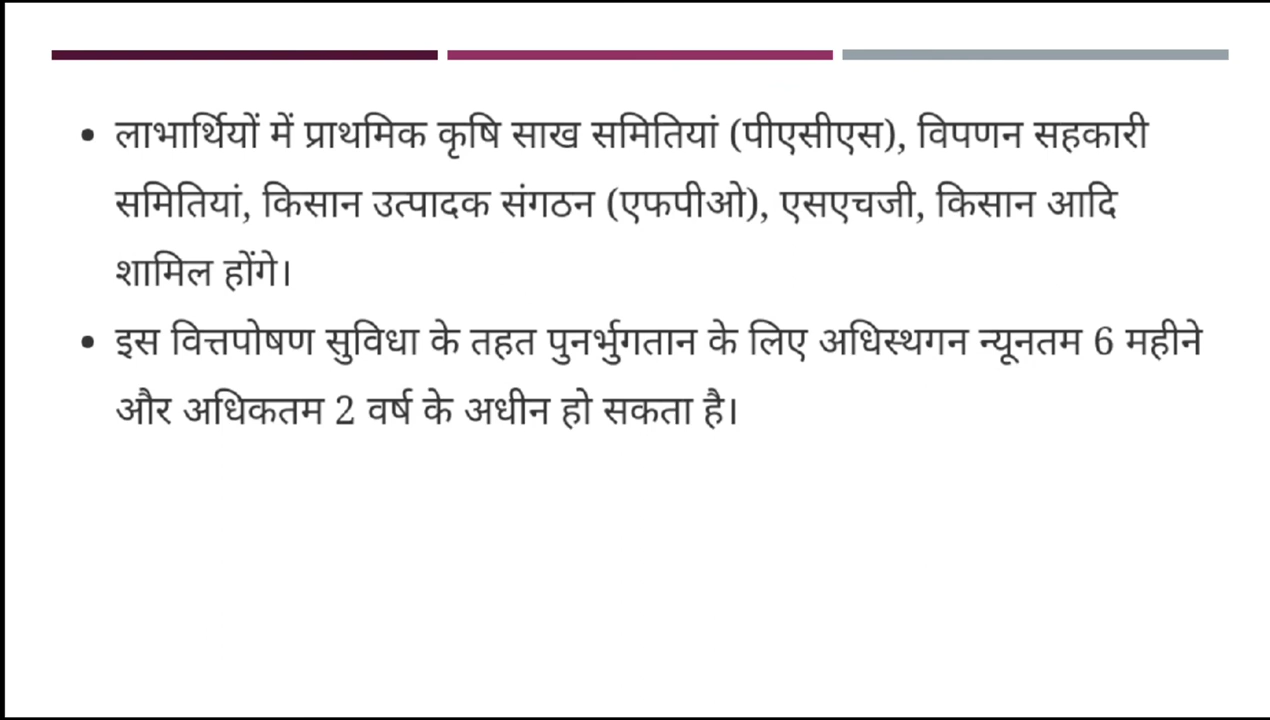 • लाभार्थियों में प्राथमिक कृषि साख समितियां (पीएसीएस), विपणन सहकारी
समितियां, किसान उत्पादक संगठन (एफपीओ), एसएचजी, किसान आदि
शामिल होंगे।
• इस वित्तपोषण सुविधा के तहत पुनर्भुगतान के लिए अधिस्थगन न्यूनतम 6 महीने
और अधिकतम 2 वर्ष के अधीन हो सकता है।